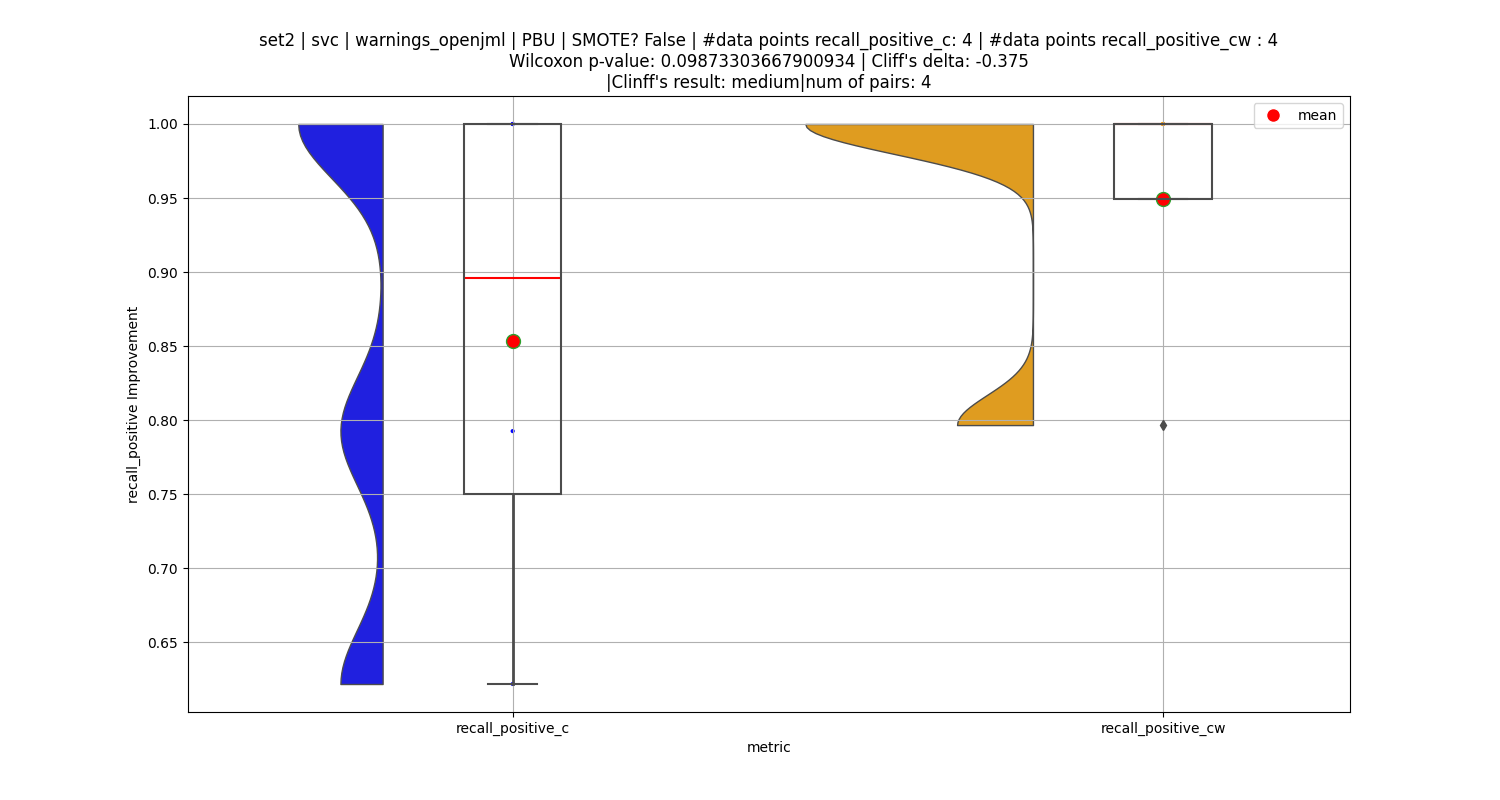 set2 | svc | warnings_openjml | PBU | SMOTE? False | #data points recall_positive_c: 4 | #data points recall_positive_cw : 4
Wilcoxon p-value: 0.09873303667900934 | Cliff's delta: -0.375
|Clinff's result: medium|num of pairs: 4
mean
1.00
0.95
0.90
0.85
0.80
0.75
0.70
0.65
recall_positive Improvement
recall_positive_c
recall_positive_cw
metric